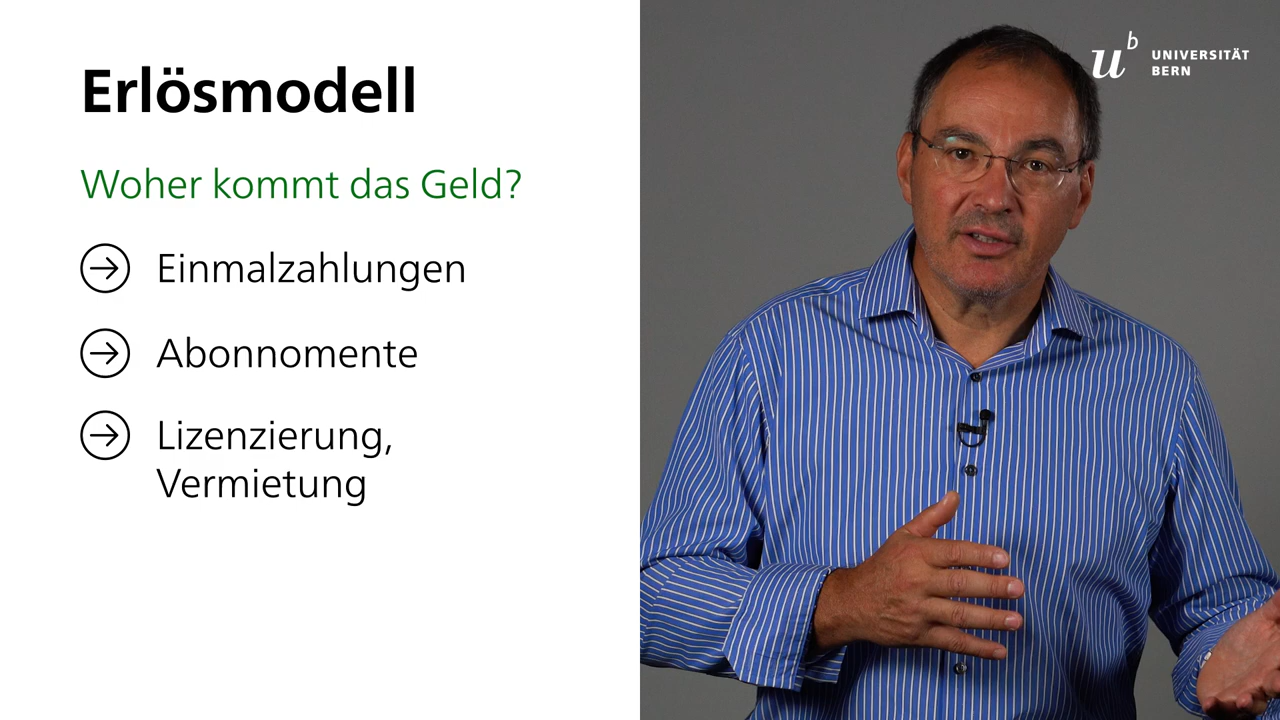 Erlösmodell
Woher kommt das Geld?
Einmalzahlungen
Abonnomente
Lizenzierung,
Vermietung
u b UNIVERSITÄT
BERN